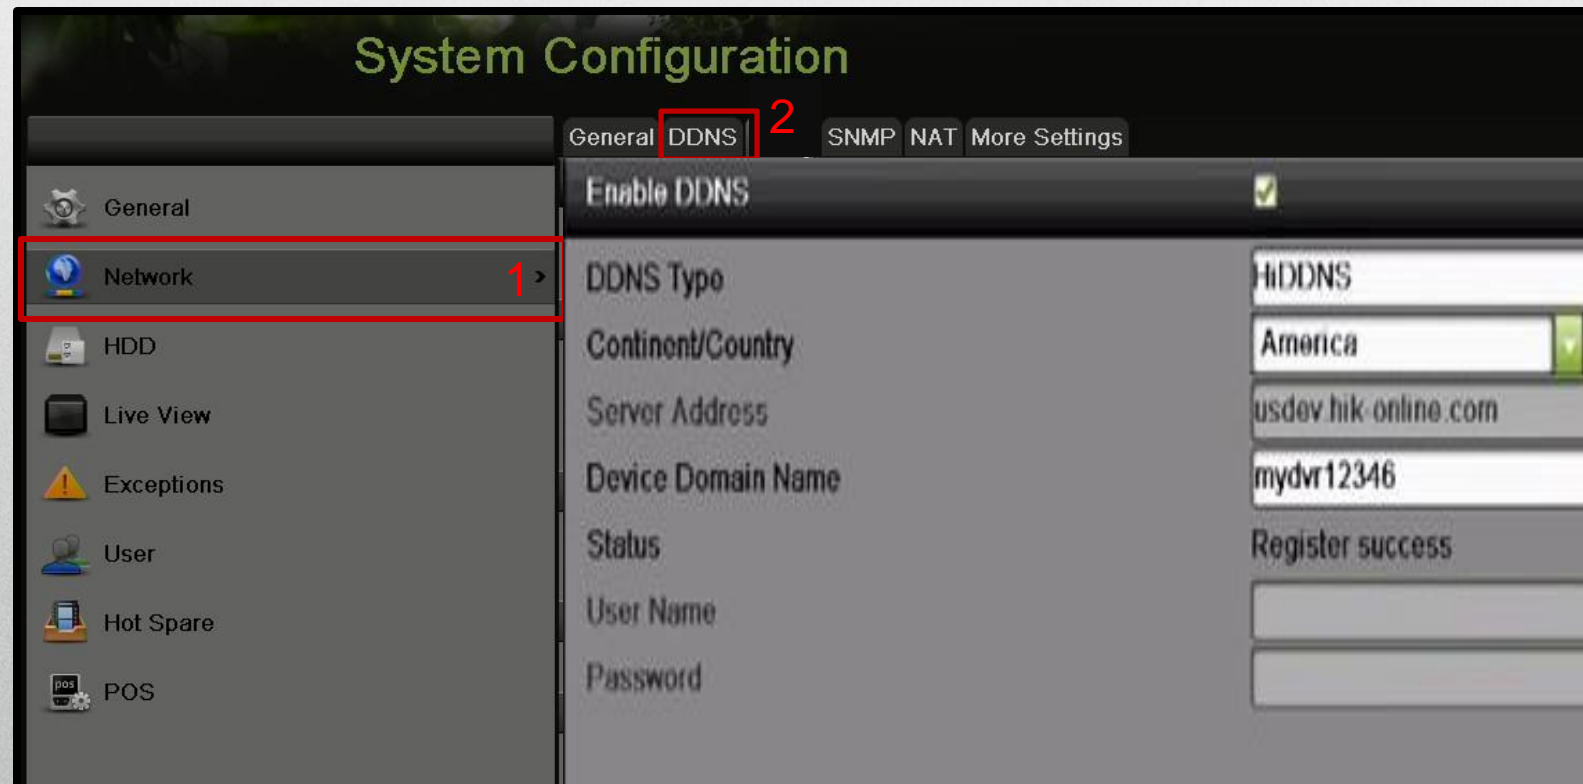 System Configuration
General DDNS 2 SNMP NAT More Settings
General
Network 1 >
HDD
Live View
Exceptions
User
Hot Spare
pos POS
Enable DDNS
DDNS Type HiDDNS
Continent/Country America
Server Address usdev.hik-online.com
Device Domain Name mydvr12346
Status Register success
User Name
Password